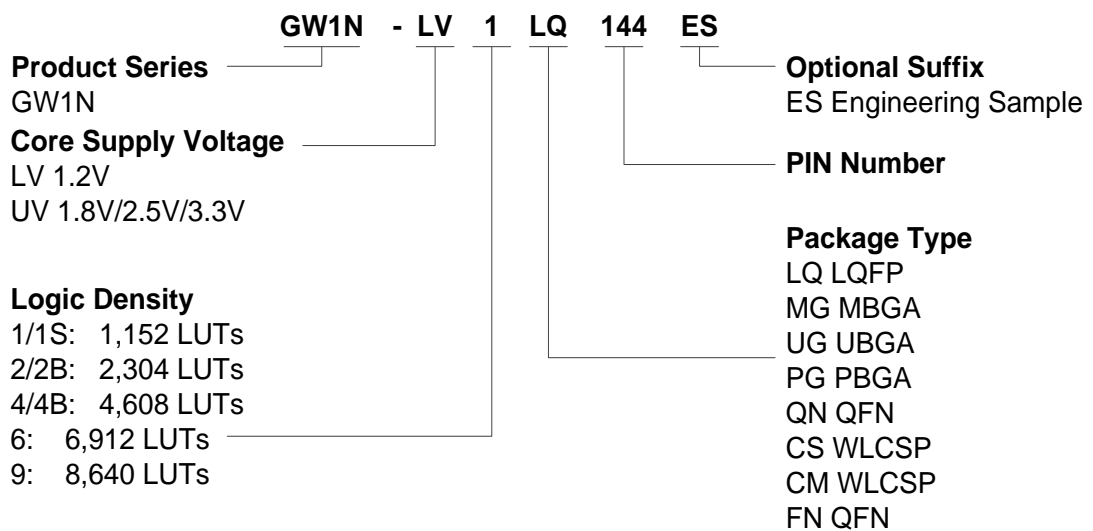 GW1N - LV 1 LQ 144 ES
Product Series
GW1N
Core Supply Voltage
LV 1.2V
UV 1.8V/2.5V/3.3V
Logic Density
1/1S: 1,152 LUTs
2/2B: 2,304 LUTs
4/4B: 4,608 LUTs
6: 6,912 LUTs
9: 8,640 LUTs
Optional Suffix
ES Engineering Sample
PIN Number
Package Type
LQ LQFP
MG MBGA
UG UBGA
PG PBGA
QN QFN
CS WLCSP
CM WLCSP
FN QFN